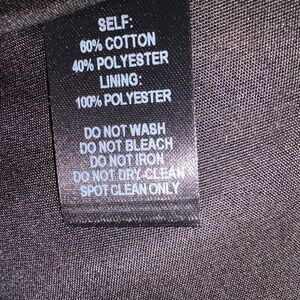 SELF:
60% COTTON
40% POLYESTER
LINING:
100% POLYESTER
DO NOT WASH
DO NOT BLEACH
DO NOT IRON
DO NOT DRY-CLEAN
SPOT CLEAN ONLY